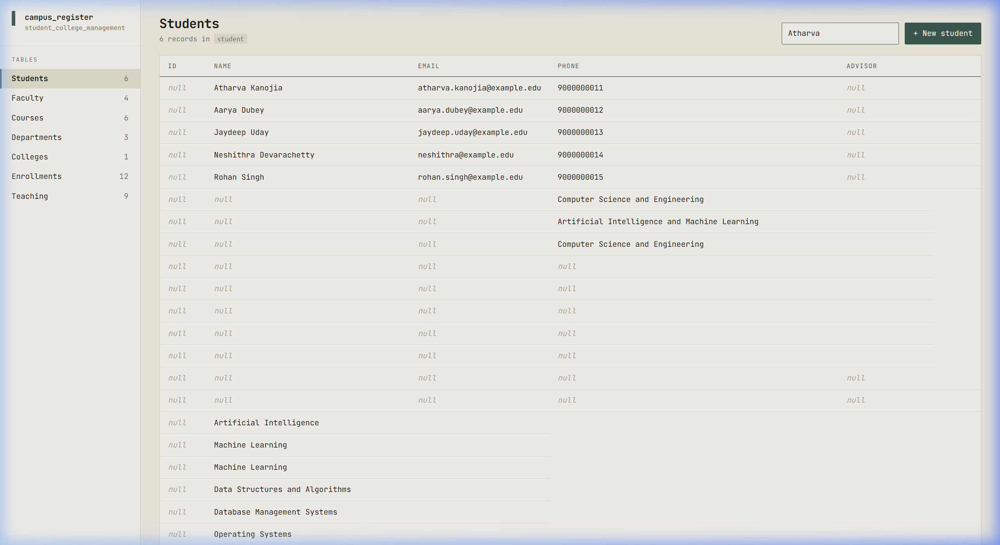 campus_register
student_college_management
TABLES
Students 6
Faculty 4
Courses 6
Departments 3
Colleges 1
Enrollments 12
Teaching 9
Students
6 records in student
Atharva
+ New student
ID NAME EMAIL PHONE ADVISOR
null Atharva Kanojia atharva.kanojia@example.edu 9000000011 null
null Aarya Dubey aarya.dubey@example.edu 9000000012 null
null Jaydeep Uday jaydeep.uday@example.edu 9000000013 null
null Neshithra Devarachetty neshithra@example.edu 9000000014 null
null Rohan Singh rohan.singh@example.edu 9000000015 null
null null null Computer Science and Engineering
null null null Artificial Intelligence and Machine Learning
null null null Computer Science and Engineering
null null null null
null null null null
null null null null
null null null null
null null null null
null null null null null
null null null null null
null Artificial Intelligence
null Machine Learning
null Machine Learning
null Data Structures and Algorithms
null Database Management Systems
null Operating Systems